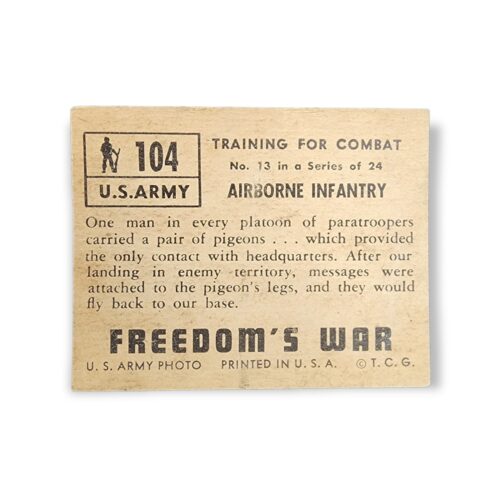 104
U.S.ARMY
TRAINING FOR COMBAT
No. 13 in a Series of 24
AIRBORNE INFANTRY
One man in every platoon of paratroopers
carried a pair of pigeons . . . which provided
the only contact with headquarters. After our
landing in enemy territory, messages were
attached to the pigeon's legs, and they would
fly back to our base.
FREEDOM'S WAR
U. S. ARMY PHOTO PRINTED IN U. S. A. © T. C. G.